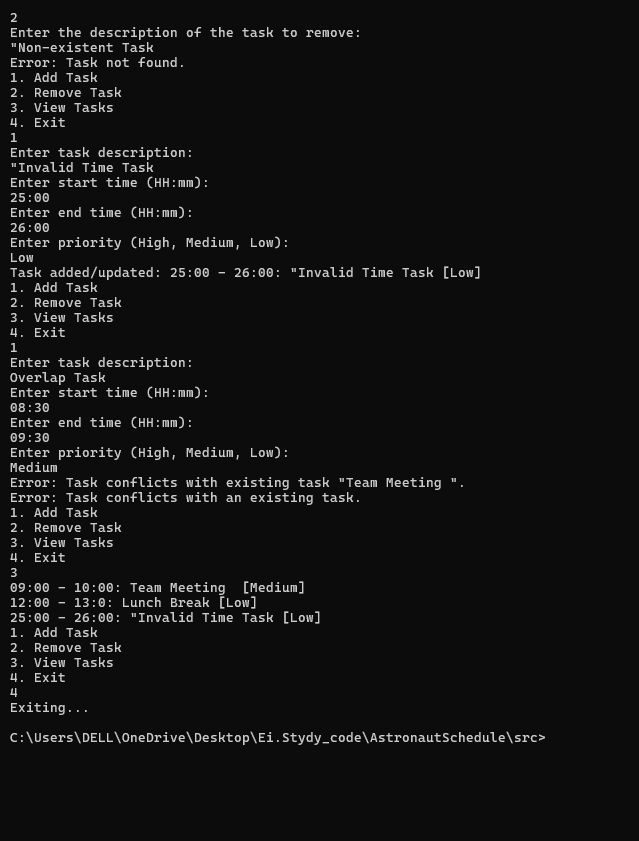 2
Enter the description of the task to remove:
"Non-existent Task
Error: Task not found.
1. Add Task
2. Remove Task
3. View Tasks
4. Exit
1
Enter task description:
"Invalid Time Task
Enter start time (HH:mm):
25:00
Enter end time (HH:mm):
26:00
Enter priority (High, Medium, Low):
Low
Task added/updated: 25:00 - 26:00: "Invalid Time Task [Low]
1. Add Task
2. Remove Task
3. View Tasks
4. Exit
1
Enter task description:
Overlap Task
Enter start time (HH:mm):
08:30
Enter end time (HH:mm):
09:30
Enter priority (High, Medium, Low):
Medium
Error: Task conflicts with existing task "Team Meeting ".
Error: Task conflicts with an existing task.
1. Add Task
2. Remove Task
3. View Tasks
4. Exit
3
09:00 - 10:00: Team Meeting  [Medium]
12:00 - 13:0: Lunch Break [Low]
25:00 - 26:00: "Invalid Time Task [Low]
1. Add Task
2. Remove Task
3. View Tasks
4. Exit
4
Exiting...
C:\Users\DELL\OneDrive\Desktop\Ei.Stydy_code\AstronautSchedule\src>